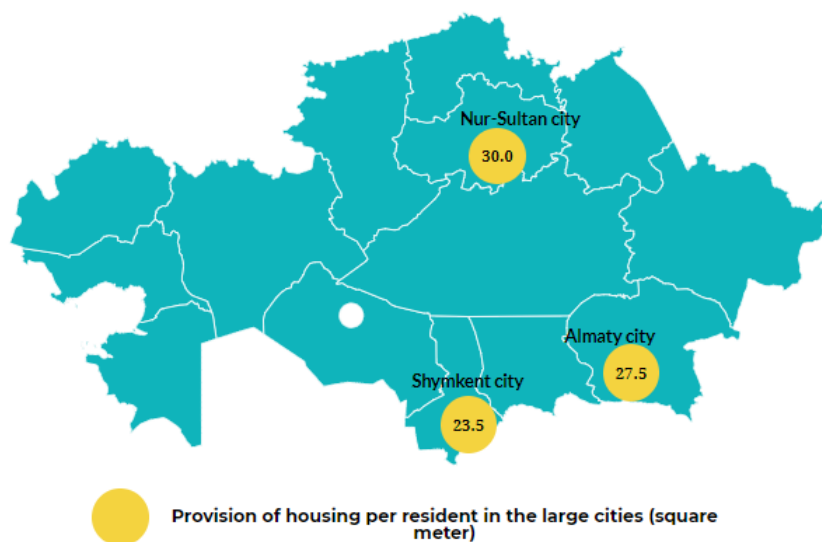 Nur-Sultan city
30.0
Almaty city
27.5
Shymkent city
23.5
Provision of housing per resident in the large cities (square
meter)